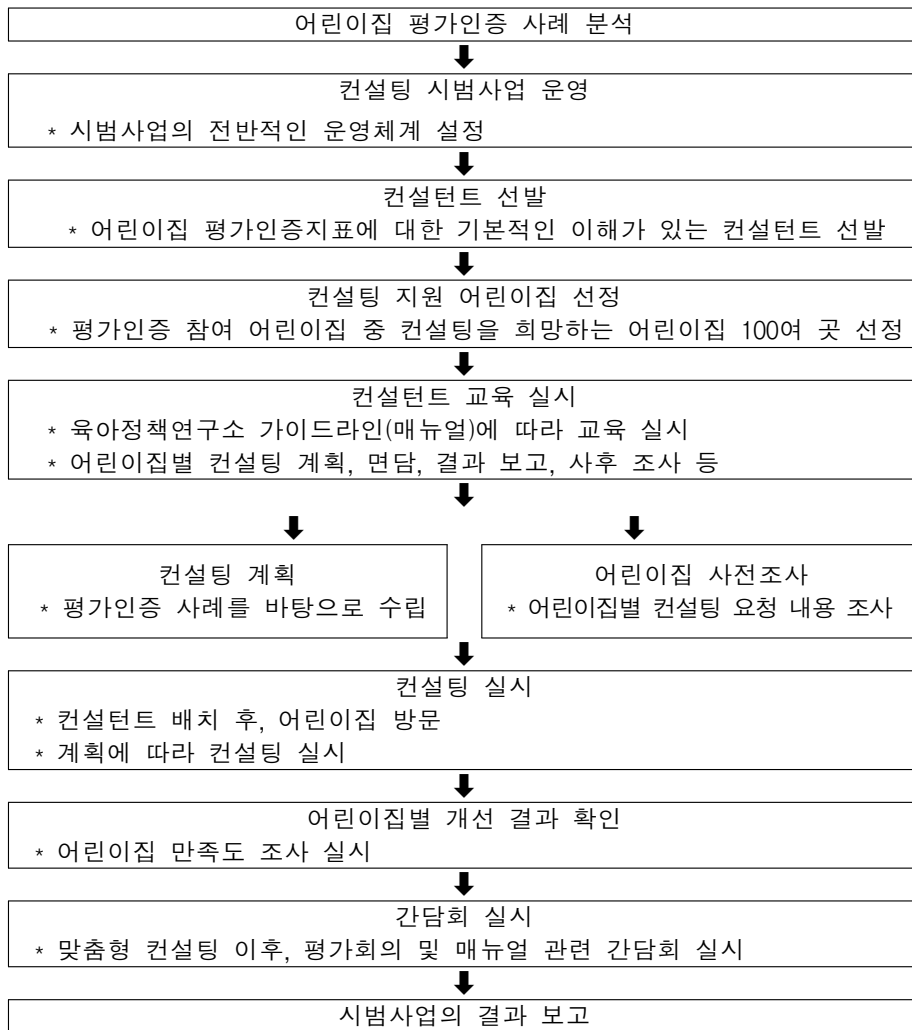 어린이집 평가인증 사례 분석
컨설팅 시범사업 운영
* 시범사업의 전반적인 운영체계 설정
컨설턴트 선발
* 어린이집 평가인증지표에 대한 기본적인 이해가 있는 컨설턴트 선발
컨설팅 지원 어린이집 선정
* 평가인증 참여 어린이집 중 컨설팅을 희망하는 어린이집 100여 곳 선정
컨설턴트 교육 실시
* 육아정책연구소 가이드라인(매뉴얼)에 따라 교육 실시
* 어린이집별 컨설팅 계획, 면담, 결과 보고, 사후 조사 등
컨설팅 계획
* 평가인증 사례를 바탕으로 수립
어린이집 사전조사
* 어린이집별 컨설팅 요청 내용 조사
컨설팅 실시
* 컨설턴트 배치 후, 어린이집 방문
* 계획에 따라 컨설팅 실시
어린이집별 개선 결과 확인
* 어린이집 만족도 조사 실시
간담회 실시
* 맞춤형 컨설팅 이후, 평가회의 및 매뉴얼 관련 간담회 실시
시범사업의 결과 보고